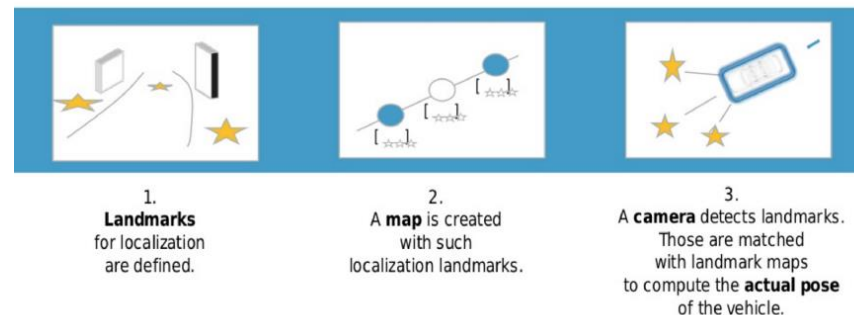 [ ☆☆☆ ]
[ ☆☆☆ ]
[ ☆☆☆ ]
1.
Landmarks
for localization
are defined.
2.
A map is created
with such
localization landmarks.
3.
A camera detects landmarks.
Those are matched
with landmark maps
to compute the actual pose
of the vehicle.